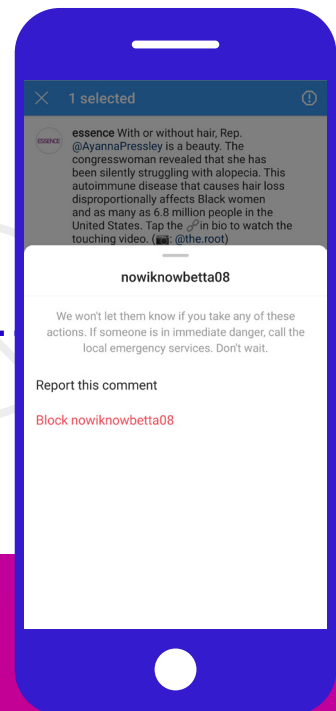 1 selected
ESSENCE
essence With or without hair, Rep.
@AyannaPressley is a beauty. The
congresswoman revealed that she has
been silently struggling with alopecia. This
autoimmune disease that causes hair loss
disproportionally affects Black women
and as many as 6.8 million people in the
United States. Tap the 🔗in bio to watch the
touching video. (📷: @the.root)
nowiknowbetta08
We won't let them know if you take any of these
actions. If someone is in immediate danger, call the
local emergency services. Don't wait.
Report this comment
Block nowiknowbetta08